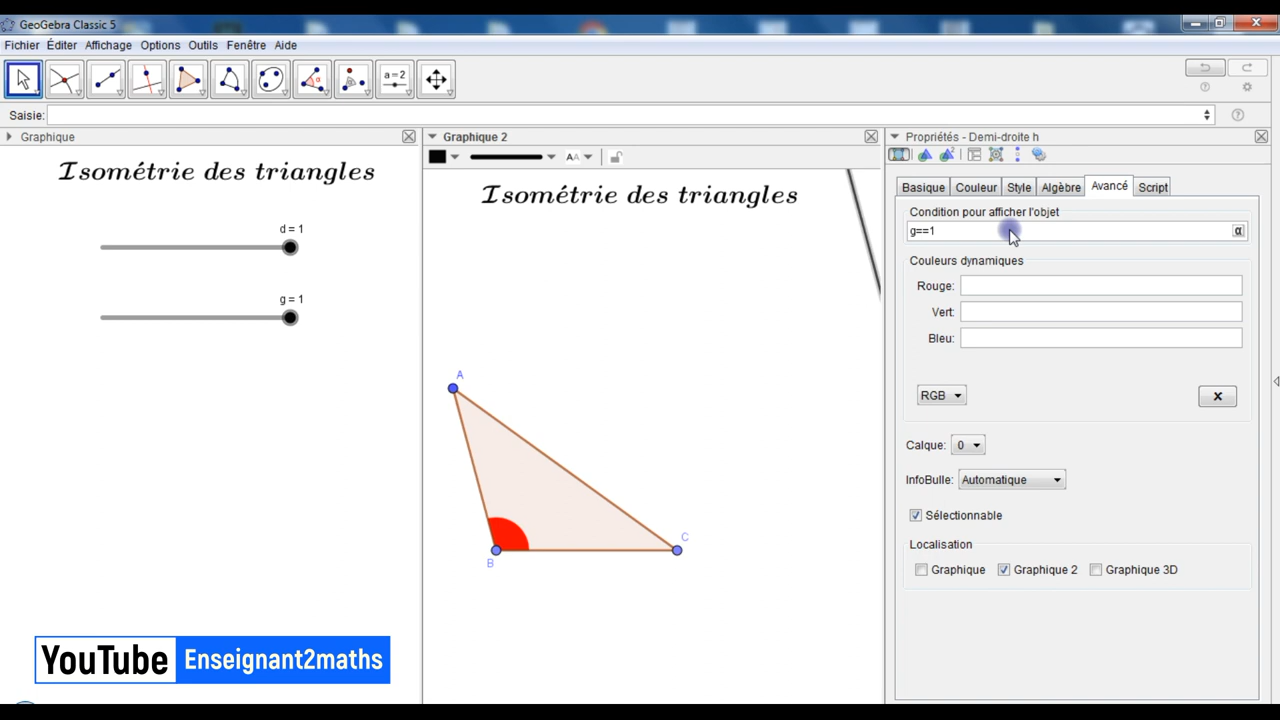 GeoGebra Classic 5
Fichier Éditer Affichage Options Outils Fenêtre Aide
a = 2
Saisie:
Graphique
Graphique 2
Propriétés - Demi-droite h
Isométrie des triangles
d = 1
g = 1
AA
Isométrie des triangles
A
B
C
Basique Couleur Style Algèbre Avancé Script
Condition pour afficher l'objet
g==1
α
Couleurs dynamiques
Rouge:
Vert:
Bleu:
RGB
x
Calque: 0
InfoBulle: Automatique
Sélectionnable
Localisation
Graphique Graphique 2 Graphique 3D
YouTube Enseignant2maths